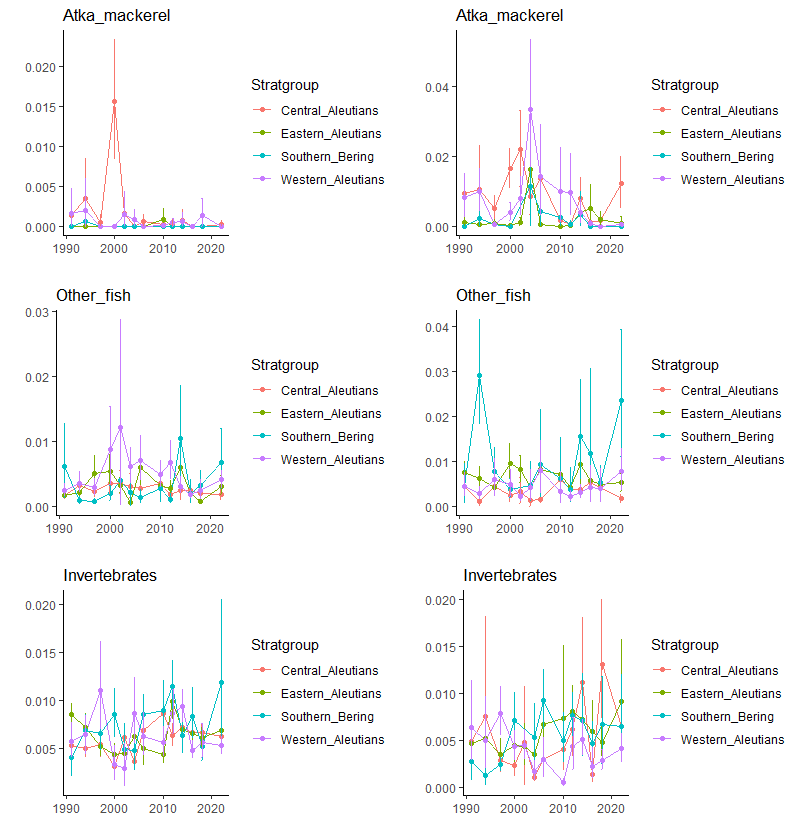 Atka_mackerel
0.020
0.015
0.010
0.005
0.000
1990 2000 2010 2020
Stratgroup
Central_Aleutians
Eastern_Aleutians
Southern_Bering
Western_Aleutians
Atka_mackerel
0.04
0.02
0.00
1990 2000 2010 2020
Stratgroup
Central_Aleutians
Eastern_Aleutians
Southern_Bering
Western_Aleutians
Other_fish
0.03
0.02
0.01
0.00
1990 2000 2010 2020
Stratgroup
Central_Aleutians
Eastern_Aleutians
Southern_Bering
Western_Aleutians
Other_fish
0.04
0.03
0.02
0.01
0.00
1990 2000 2010 2020
Stratgroup
Central_Aleutians
Eastern_Aleutians
Southern_Bering
Western_Aleutians
Invertebrates
0.020
0.015
0.010
0.005
1990 2000 2010 2020
Stratgroup
Central_Aleutians
Eastern_Aleutians
Southern_Bering
Western_Aleutians
Invertebrates
0.020
0.015
0.010
0.005
0.000
1990 2000 2010 2020
Stratgroup
Central_Aleutians
Eastern_Aleutians
Southern_Bering
Western_Aleutians